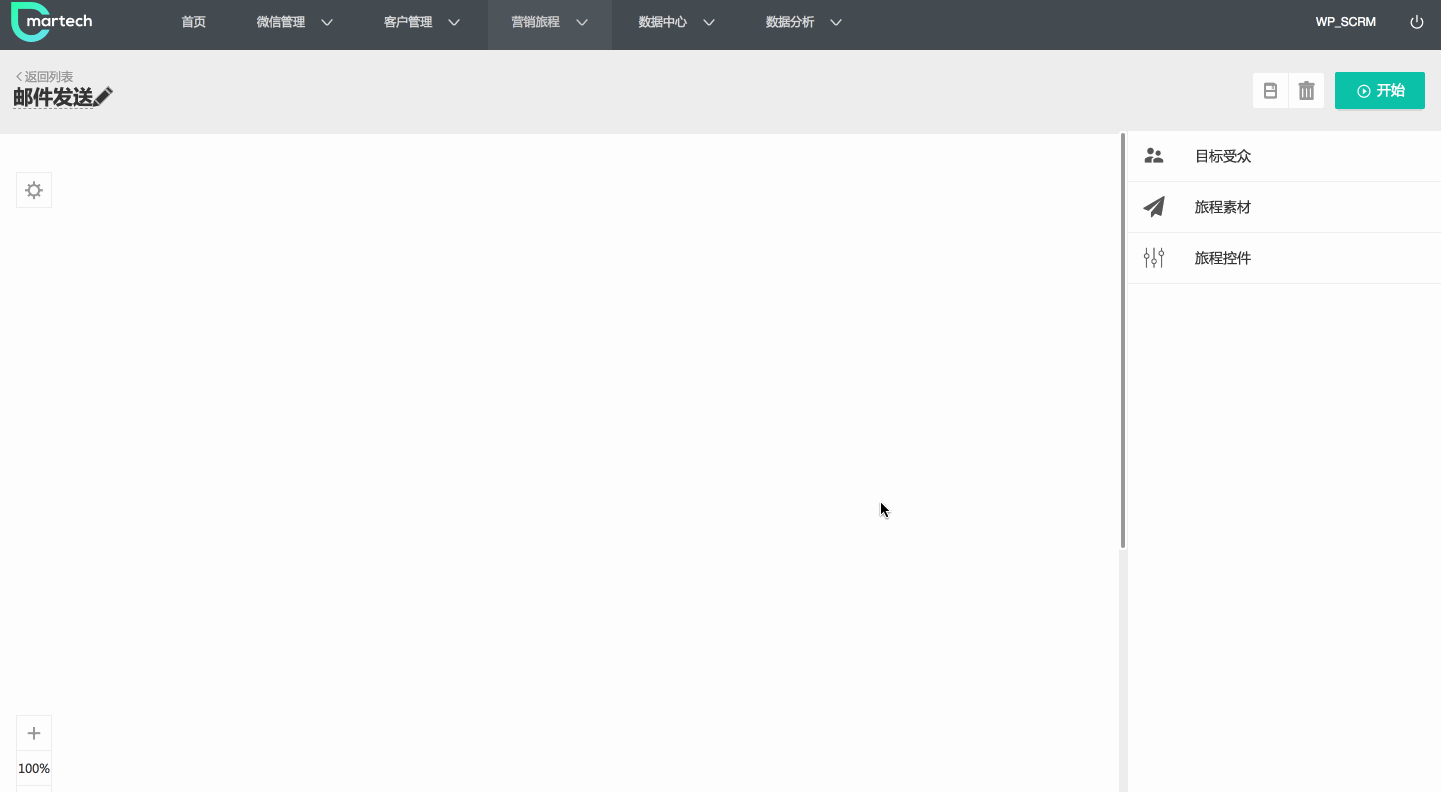 martech 首页 微信管理 客户管理 营销旅程 数据中心 数据分析 WP_SCRM
返回列表
邮件发送
开始
目标受众
旅程素材
旅程控件
100%